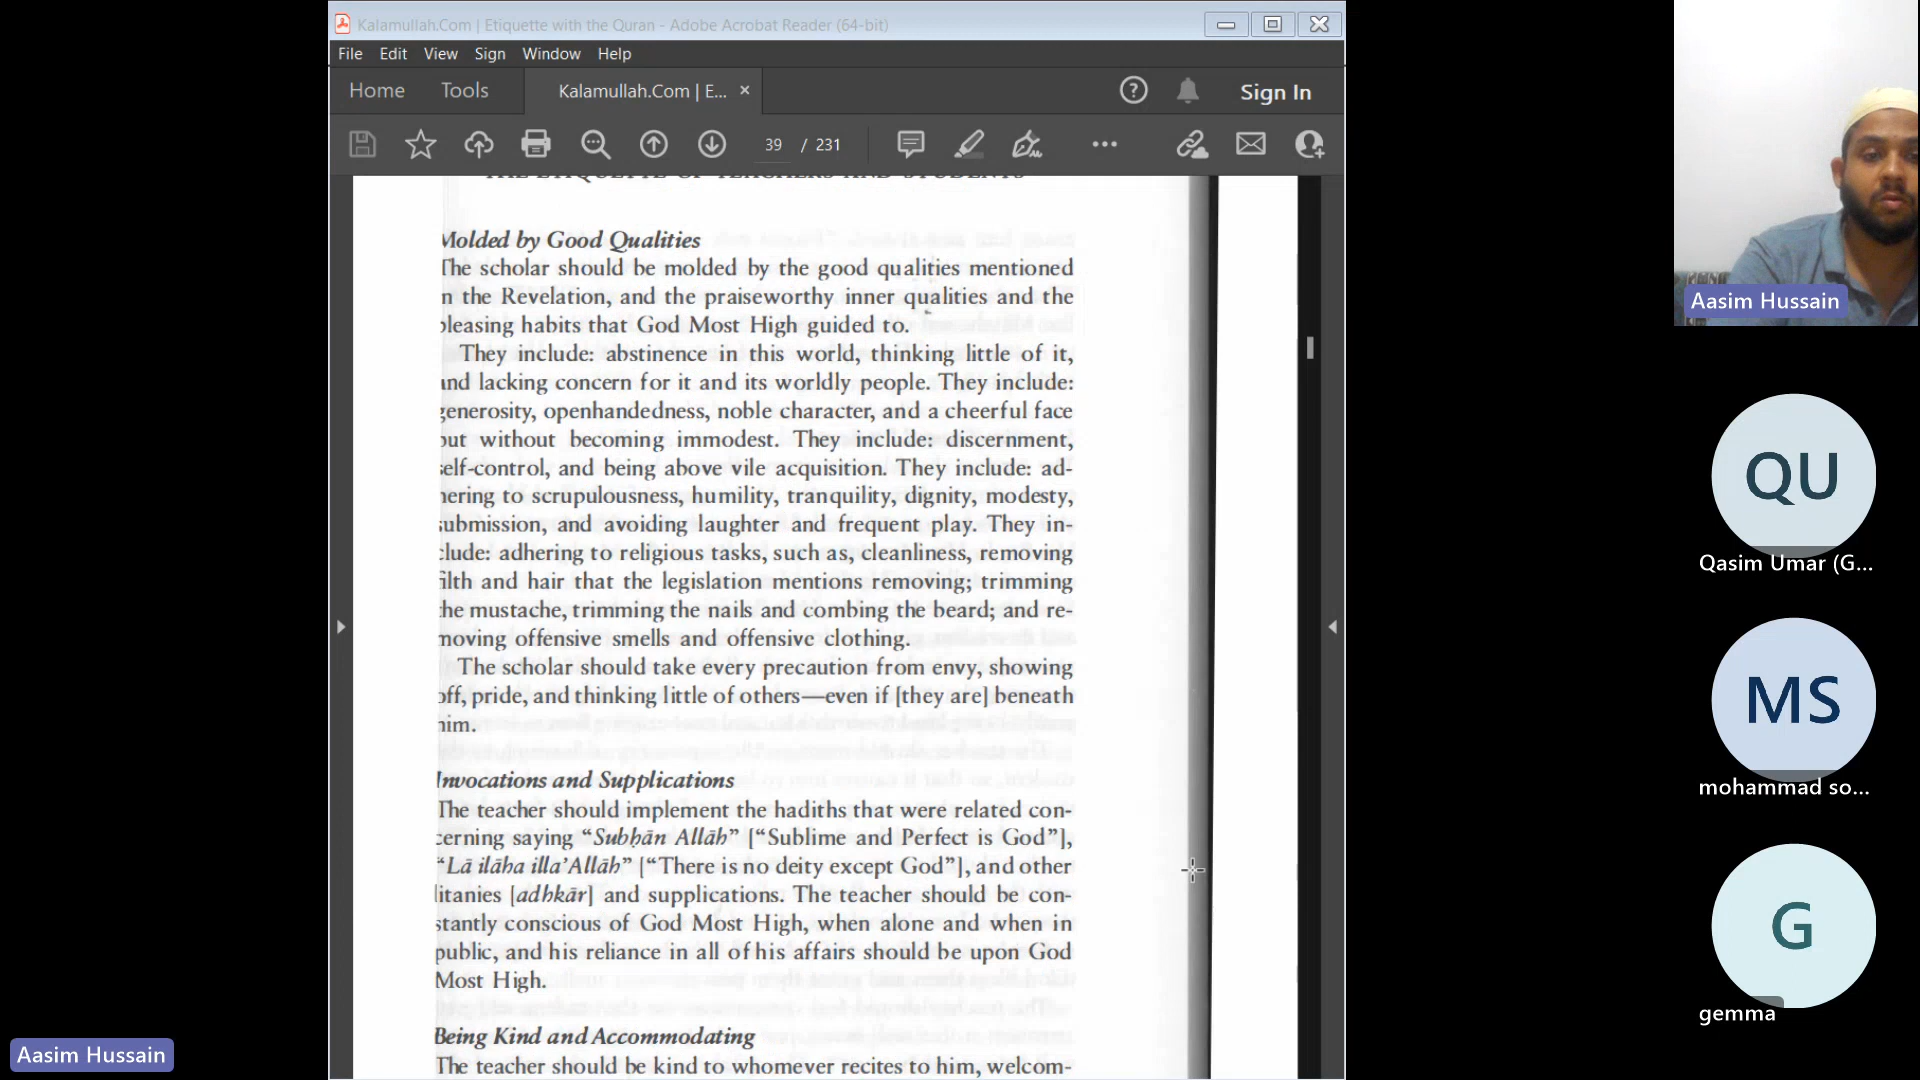 Kalamullah.Com | Etiquette with the Quran - Adobe Acrobat Reader (64-bit)
File Edit View Sign Window Help
Home Tools Kalamullah.Com | E... × Sign In
39 / 231
THE ETIQUETTE OF TEACHERS AND STUDENTS
Molded by Good Qualities
The scholar should be molded by the good qualities mentioned
n the Revelation, and the praiseworthy inner qualities and the
pleasing habits that God Most High guided to.
They include: abstinence in this world, thinking little of it,
and lacking concern for it and its worldly people. They include:
generosity, openhandedness, noble character, and a cheerful face
but without becoming immodest. They include: discernment,
self-control, and being above vile acquisition. They include: ad-
hering to scrupulousness, humility, tranquility, dignity, modesty,
submission, and avoiding laughter and frequent play. They in-
clude: adhering to religious tasks, such as, cleanliness, removing
filth and hair that the legislation mentions removing; trimming
the mustache, trimming the nails and combing the beard; and re-
moving offensive smells and offensive clothing.
The scholar should take every precaution from envy, showing
off, pride, and thinking little of others—even if [they are] beneath
him.
Invocations and Supplications
The teacher should implement the hadiths that were related con-
cerning saying “Subḥān Allāh” [“Sublime and Perfect is God”],
“Lā ilāha illa’Allāh” [“There is no deity except God”], and other
litanies [adhkār] and supplications. The teacher should be con-
stantly conscious of God Most High, when alone and when in
public, and his reliance in all of his affairs should be upon God
Most High.
Being Kind and Accommodating
The teacher should be kind to whomever recites to him, welcom-
Aasim Hussain
QU
Qasim Umar (G...
MS
mohammad so...
G
gemma
Aasim Hussain